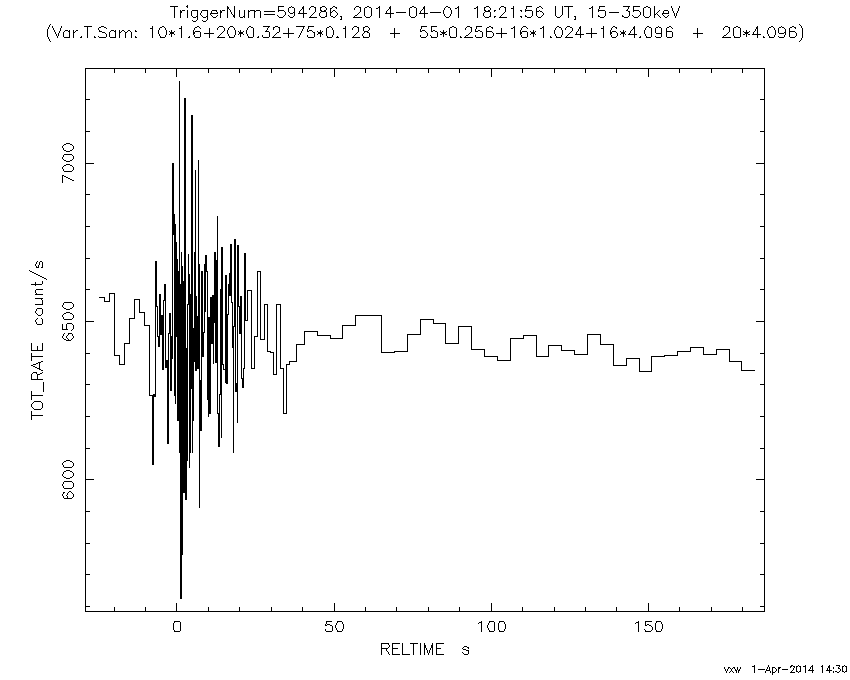 TriggerNum=594286, 2014-04-01 18:21:56 UT, 15-350keV
(Var.T.Sam: 10*1.6+20*0.32+75*0.128 + 55*0.256+16*1.024+16*4.096 + 20*4.096)
7000
6500
6000
TOT_RATE count/s
0 50 100 150
RELTIME s
vxw 1-Apr-2014 14:30